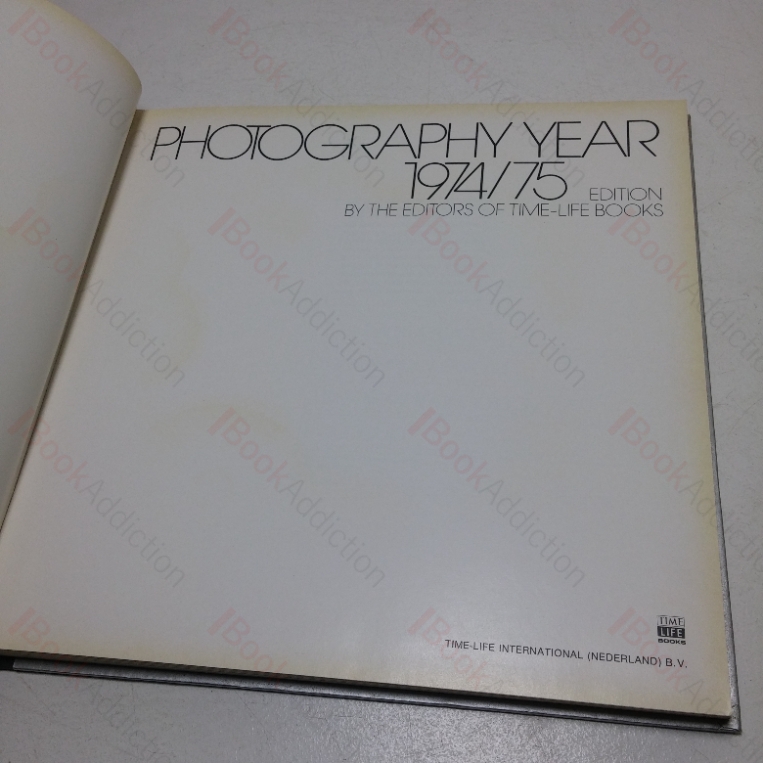 PHOTOGRAPHY YEAR
1974/75 EDITION
BY THE EDITORS OF TIME-LIFE BOOKS
TIME
LIFE
BOOKS
TIME-LIFE INTERNATIONAL (NEDERLAND) B.V.
BookAddiction